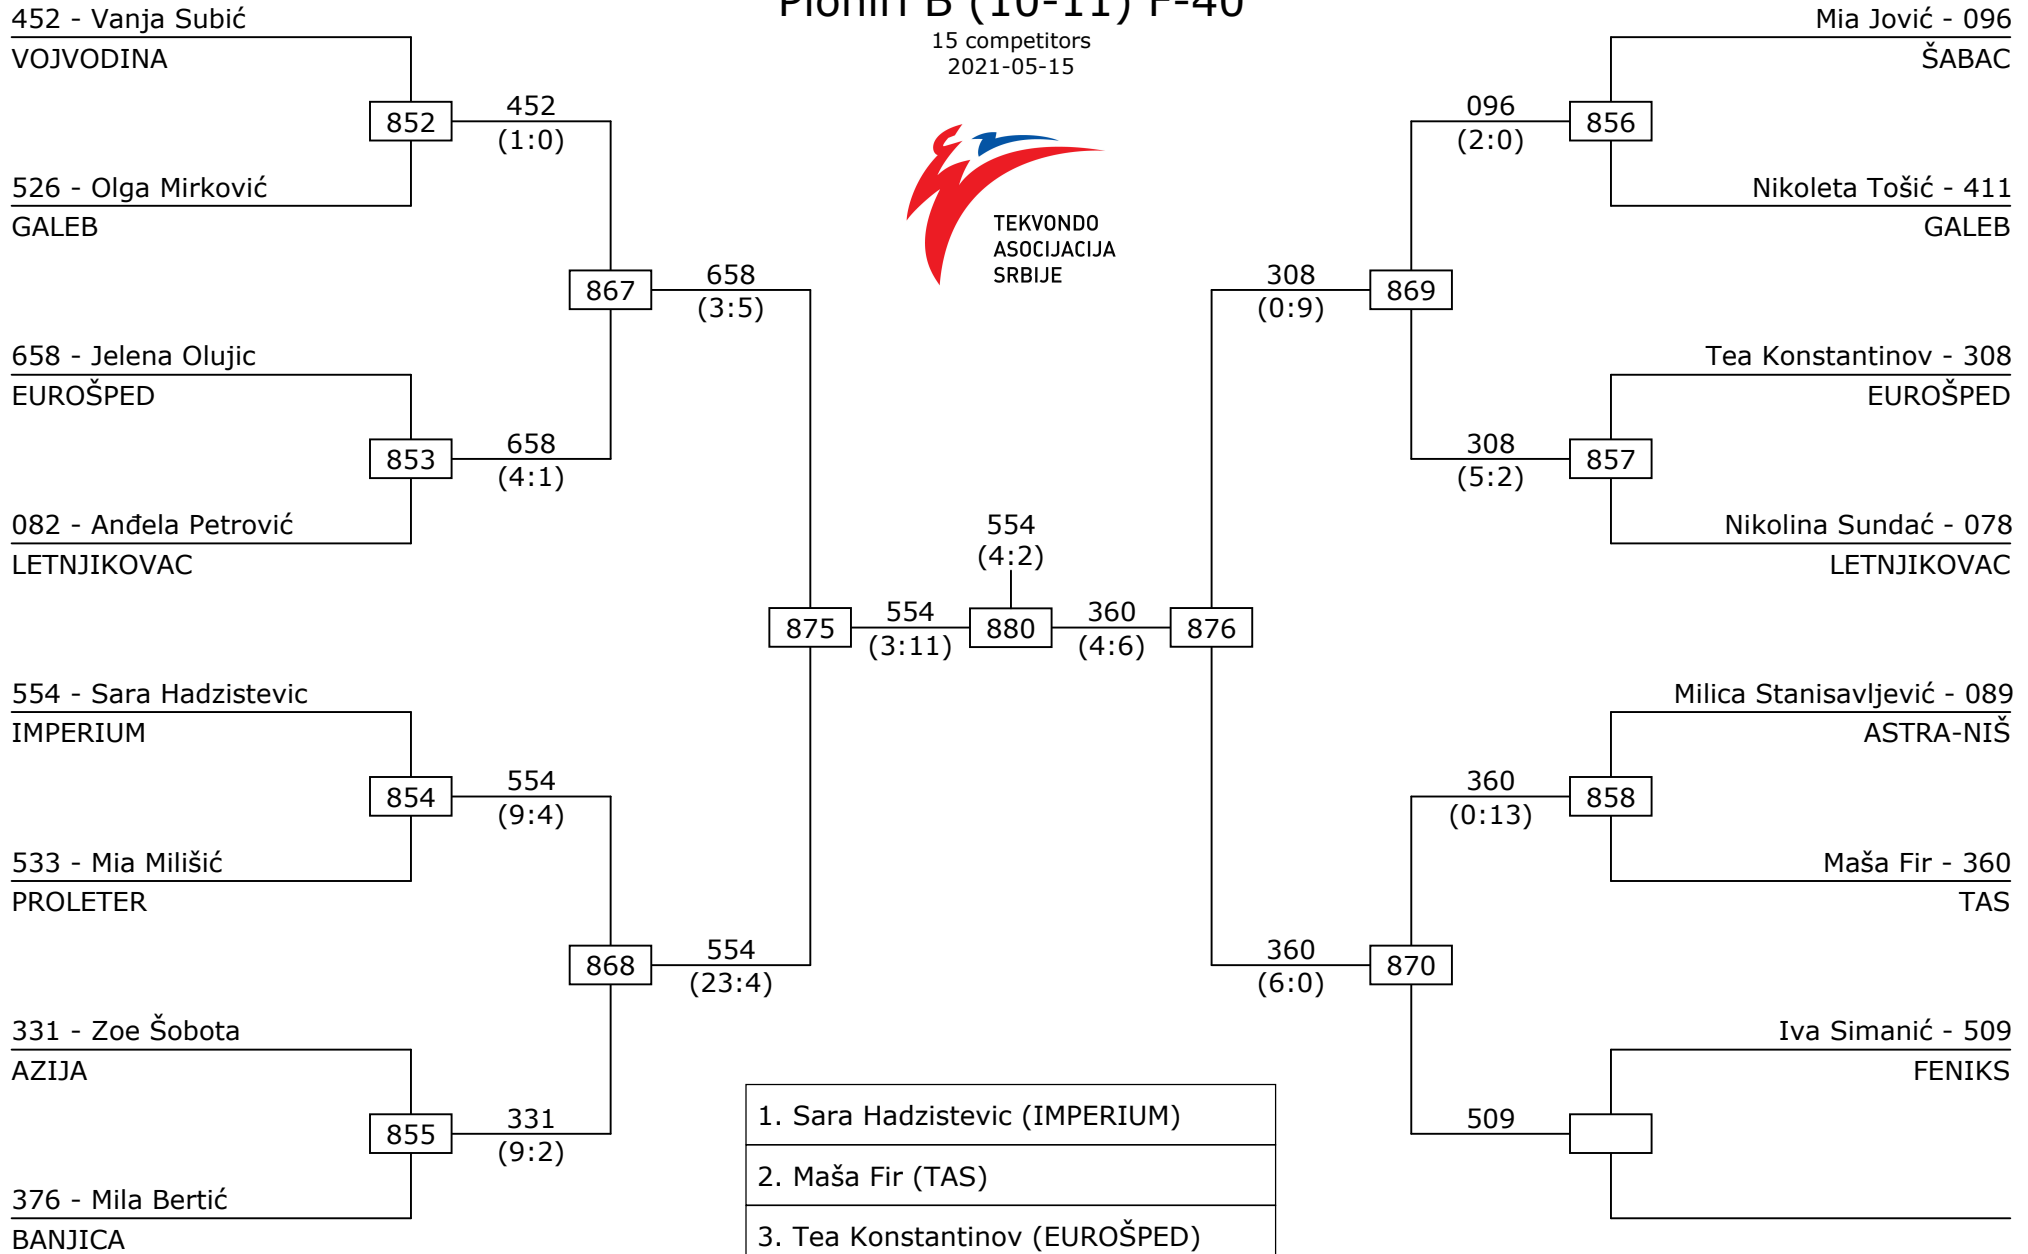 Pioniri B (10-11) F-40
15 competitors
2021-05-15
TEKVONDO
ASOCIJACIJA
SRBIJE
452 - Vanja Subić
VOJVODINA
852
452
(1:0)
526 - Olga Mirković
GALEB
867
658
(3:5)
658 - Jelena Olujic
EUROŠPED
853
658
(4:1)
082 - Anđela Petrović
LETNJIKOVAC
875
554
(3:11)
554 - Sara Hadzistevic
IMPERIUM
854
554
(9:4)
533 - Mia Milišić
PROLETER
868
554
(23:4)
331 - Zoe Šobota
AZIJA
855
331
(9:2)
376 - Mila Bertić
BANJICA
554
(4:2)
880
Mia Jović - 096
ŠABAC
096
(2:0)
856
Nikoleta Tošić - 411
GALEB
308
(0:9)
869
Tea Konstantinov - 308
EUROŠPED
308
(5:2)
857
Nikolina Sundać - 078
LETNJIKOVAC
360
(4:6)
876
Milica Stanisavljević - 089
ASTRA-NIŠ
360
(0:13)
858
Maša Fir - 360
TAS
360
(6:0)
870
Iva Simanić - 509
FENIKS
509
1. Sara Hadzistevic (IMPERIUM)
2. Maša Fir (TAS)
3. Tea Konstantinov (EUROŠPED)